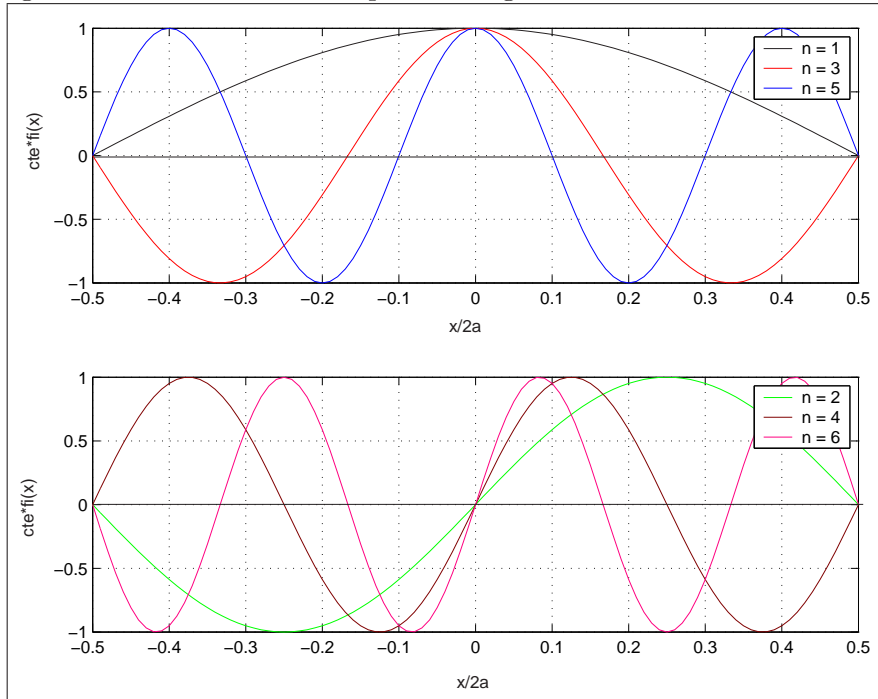 1
0.5
0
−0.5
−1
−0.5 −0.4 −0.3 −0.2 −0.1 0 0.1 0.2 0.3 0.4 0.5
cte*fi(x)
x/2a
n = 1
n = 3
n = 5
1
0.5
0
−0.5
−1
−0.5 −0.4 −0.3 −0.2 −0.1 0 0.1 0.2 0.3 0.4 0.5
cte*fi(x)
x/2a
n = 2
n = 4
n = 6